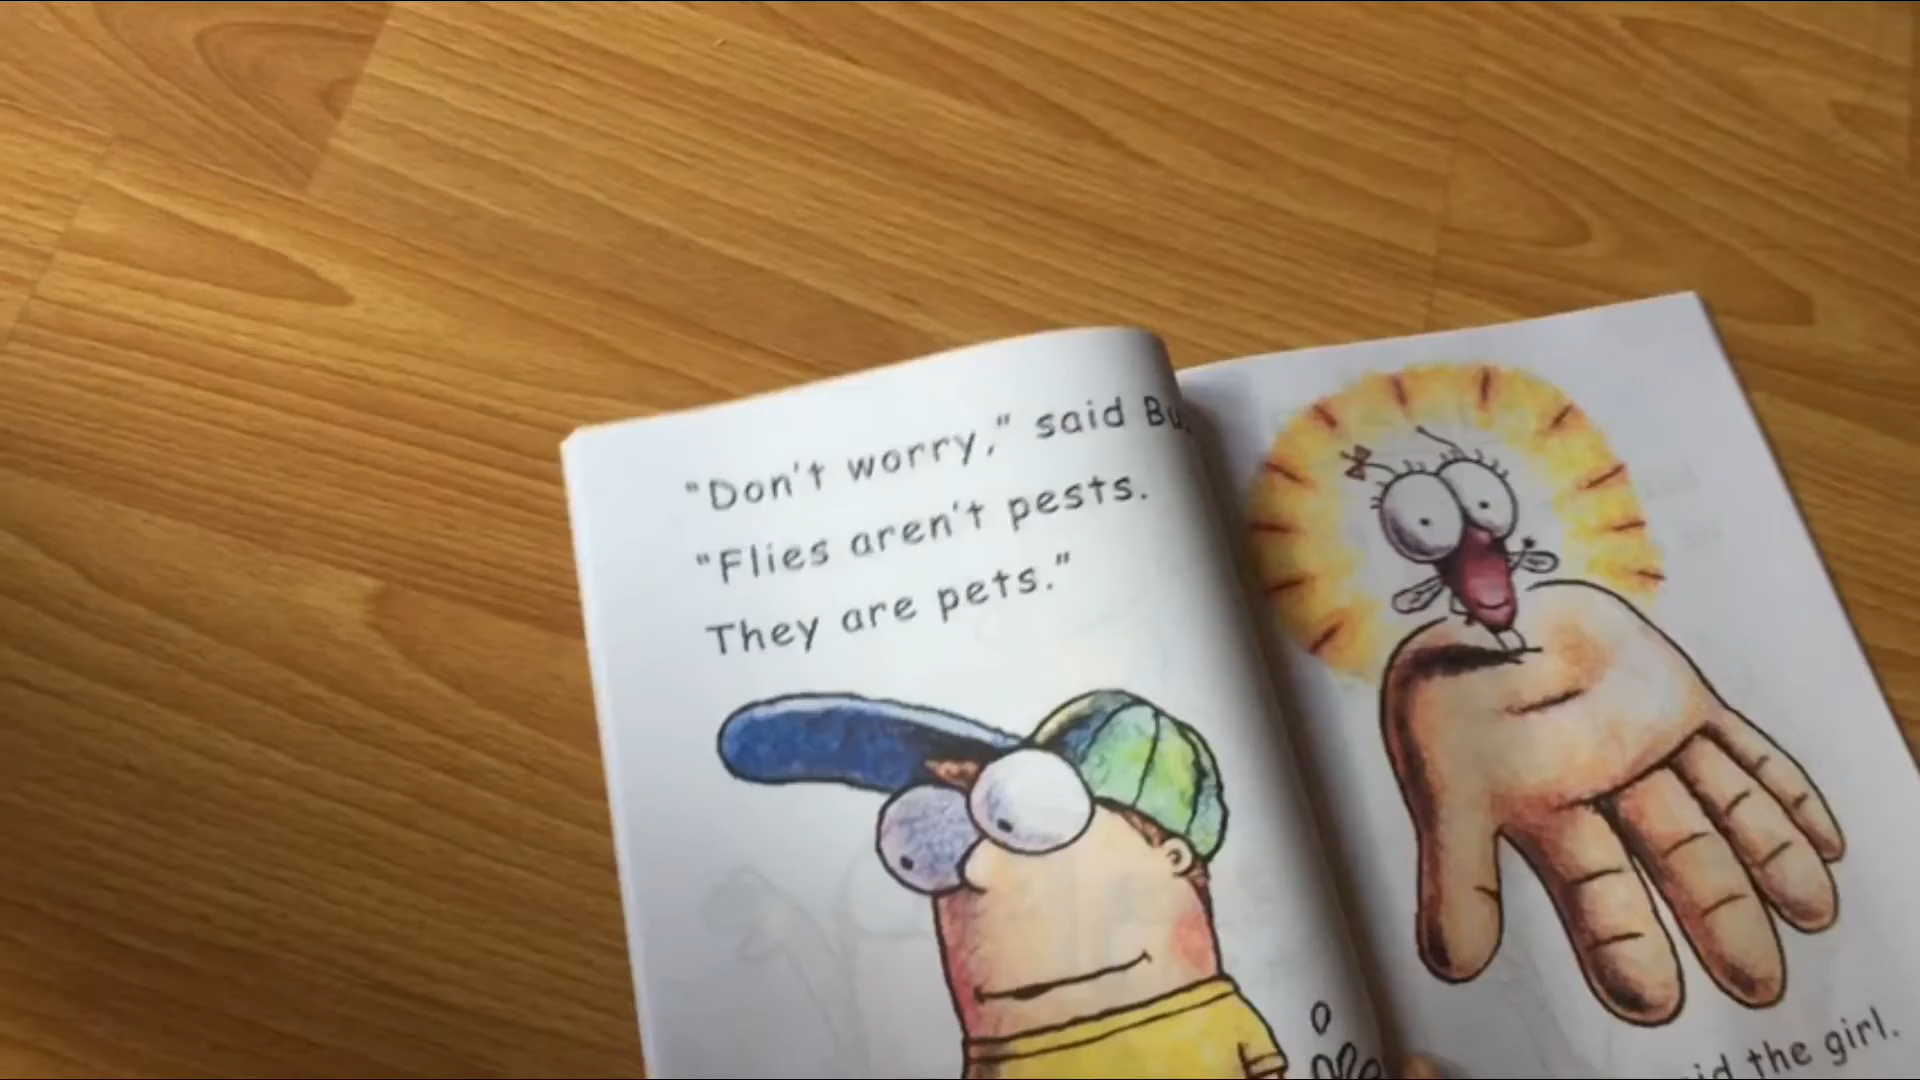 "Don't worry," said
"Flies aren't pests.
They are pets."
the girl.